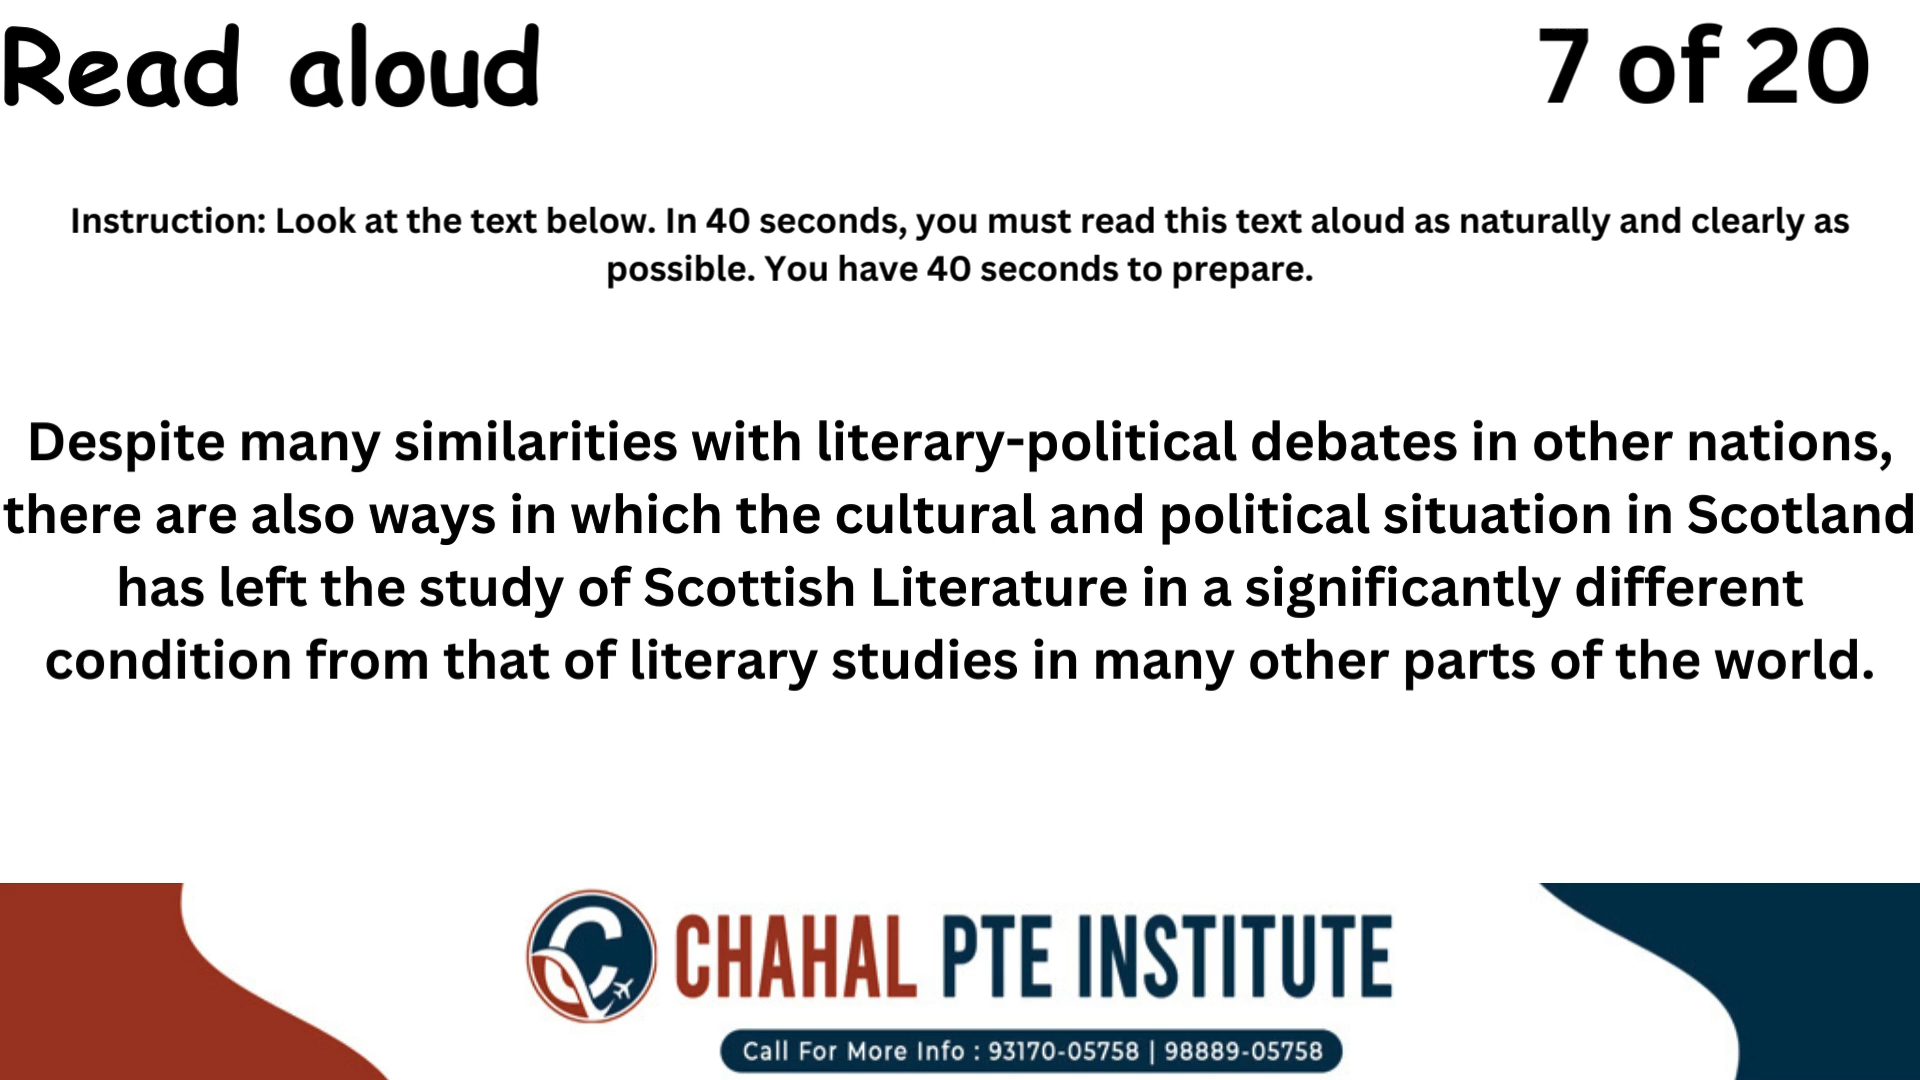 Read aloud
7 of 20
Instruction: Look at the text below. In 40 seconds, you must read this text aloud as naturally and clearly as
possible. You have 40 seconds to prepare.
Despite many similarities with literary-political debates in other nations,
there are also ways in which the cultural and political situation in Scotland
has left the study of Scottish Literature in a significantly different
condition from that of literary studies in many other parts of the world.
CHAHAL PTE INSTITUTE
Call For More Info : 93170-05758 | 98889-05758